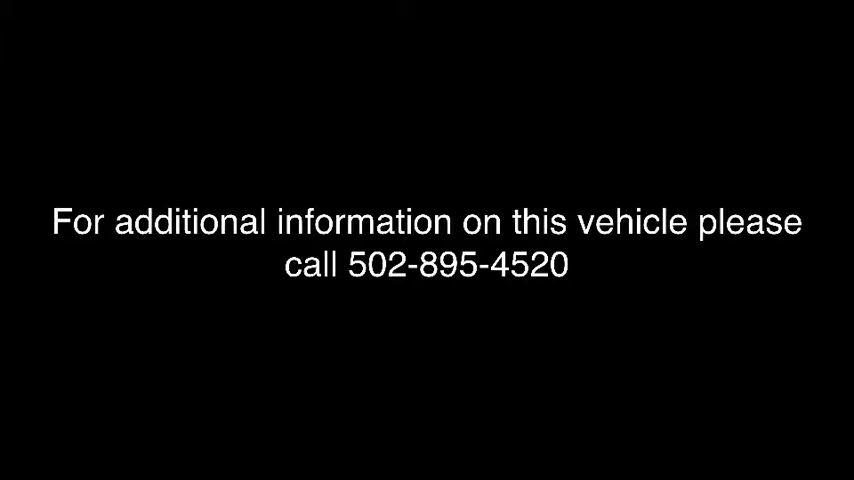 For additional information on this vehicle please
call 502-895-4520